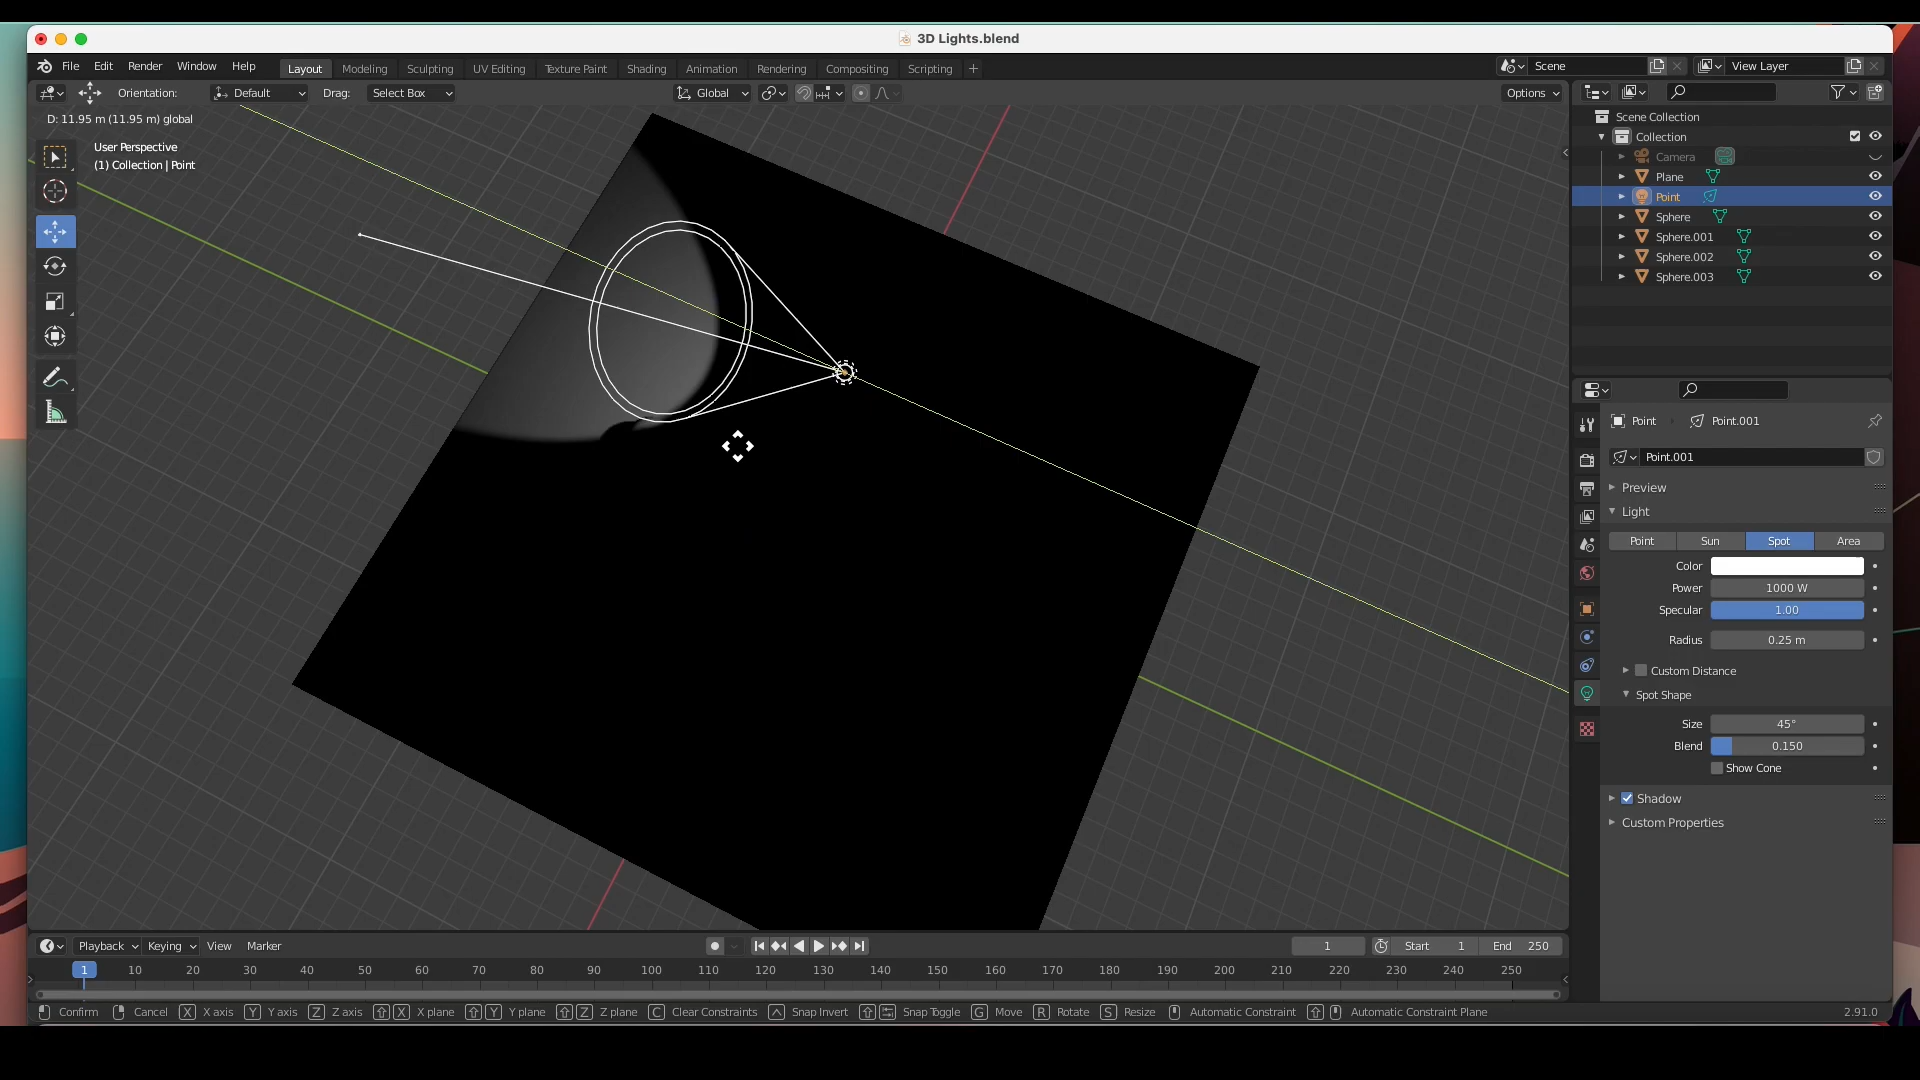 3D Lights.blend
File Edit Render Window Help Layout Modeling Sculpting UV Editing Texture Paint Shading Animation Rendering Compositing Scripting Scene View Layer
Orientation: Default Drag: Select Box Global Options
D: 11.95 m (11.95 m) global
User Perspective
(1) Collection | Point
Scene Collection
Collection
Camera
Plane
Point
Sphere
Sphere.001
Sphere.002
Sphere.003
Point Point.001
Point.001
Preview
Light
Point Sun Spot Area
Color
Power 1000 W
Specular 1.00
Radius 0.25 m
Custom Distance
Spot Shape
Size 45°
Blend 0.150
Show Cone
Shadow
Custom Properties
Playback Keying View Marker 1 Start 1 End 250
1 10 20 30 40 50 60 70 80 90 100 110 120 130 140 150 160 170 180 190 200 210 220 230 240 250
Confirm Cancel X X axis Y Y axis Z Z axis X X plane Y Y plane Z Z plane C Clear Constraints Snap Invert Snap Toggle G Move R Rotate S Resize Automatic Constraint Automatic Constraint Plane 2.91.0